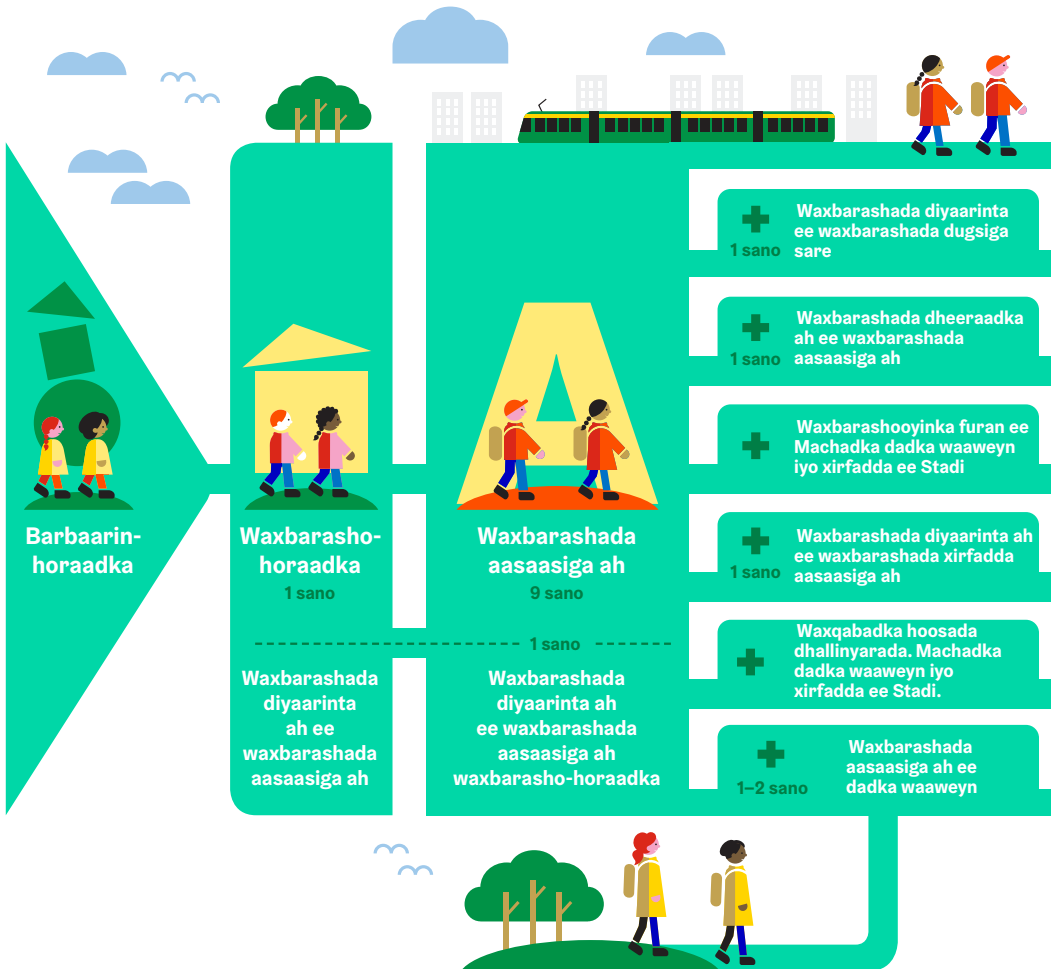 Barbaarin-
horaadka
Waxbarasho-
horaadka
1 sano
Waxbarashada
aasaasiga ah
9 sano
1 sano
Waxbarashada
diyaarinta
ah ee
waxbarashada
aasaasiga ah
Waxbarashada
diyaarinta ah
ee waxbarashada
aasaasiga ah
waxbarasho-horaadka
1 sano
Waxbarashada diyaarinta
ee waxbarashada dugsiga
sare
1 sano
Waxbarashada dheeraadka
ah ee waxbarashada
aasaasiga ah
Waxbarashooyinka furan ee
Machadka dadka waaweyn
iyo xirfadda ee Stadi
1 sano
Waxbarashada diyaarinta ah
ee waxbarashada xirfadda
aasaasiga ah
Waxqabadka hoosada
dhallinyarada. Machadka
dadka waaweyn iyo
xirfadda ee Stadi.
1–2 sano
Waxbarashada
aasaasiga ah ee
dadka waaweyn